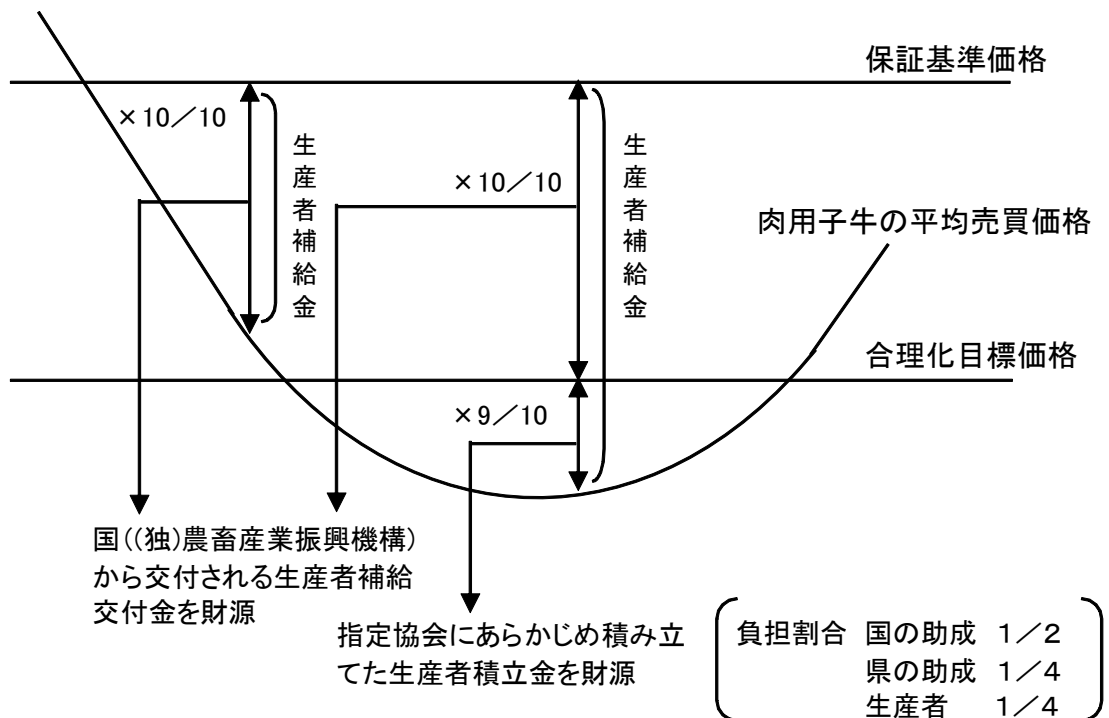 保証基準価格
×10／10
生産者補給金
×10／10
生産者補給金
肉用子牛の平均売買価格
合理化目標価格
×9／10
国((独)農畜産業振興機構)
から交付される生産者補給
交付金を財源
指定協会にあらかじめ積み立
てた生産者積立金を財源
負担割合 国の助成 1／2
県の助成 1／4
生産者 1／4